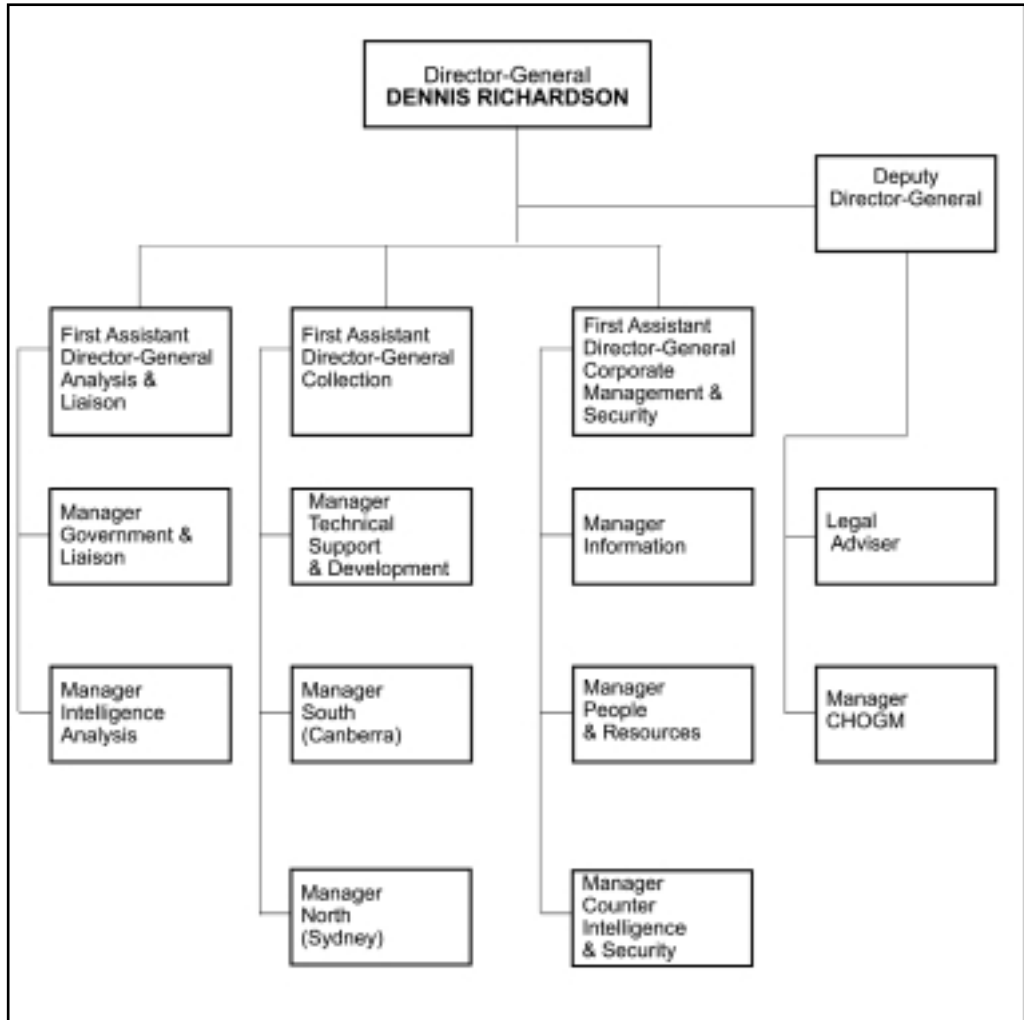 Director-General
DENNIS RICHARDSON
Deputy
Director-General
First Assistant
Director-General
Analysis &
Liaison
First Assistant
Director-General
Collection
First Assistant
Director-General
Corporate
Management &
Security
Manager
Government &
Liaison
Manager
Technical
Support
& Development
Manager
Information
Legal
Adviser
Manager
Intelligence
Analysis
Manager
South
(Canberra)
Manager
People
& Resources
Manager
CHOGM
Manager
North
(Sydney)
Manager
Counter
Intelligence
& Security